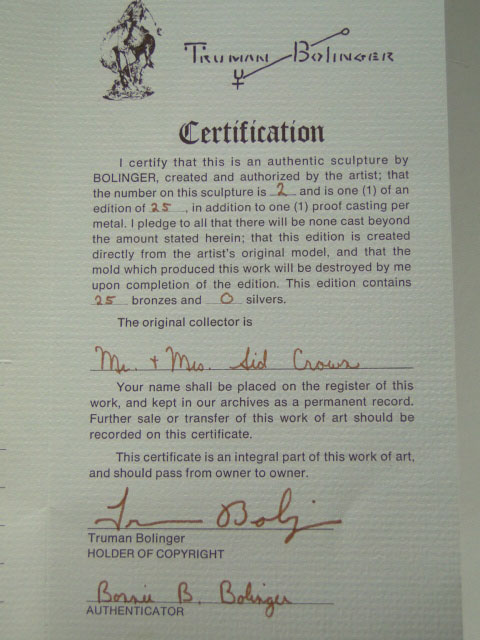 TRUMAN BOLINGER
Certification
I certify that this is an authentic sculpture by
BOLINGER, created and authorized by the artist; that
the number on this sculpture is 2 and is one (1) of an
edition of 25, in addition to one (1) proof casting per
metal. I pledge to all that there will be none cast beyond
the amount stated herein; that this edition is created
directly from the artist's original model, and that the
mold which produced this work will be destroyed by me
upon completion of the edition. This edition contains
25 bronzes and 0 silvers.
The original collector is
Mr. + Mrs. Sid Crown
Your name shall be placed on the register of this
work, and kept in our archives as a permanent record.
Further sale or transfer of this work of art should be
recorded on this certificate.
This certificate is an integral part of this work of art,
and should pass from owner to owner.
Truman Bolinger
HOLDER OF COPYRIGHT
Bonnie B. Bolinger
AUTHENTICATOR